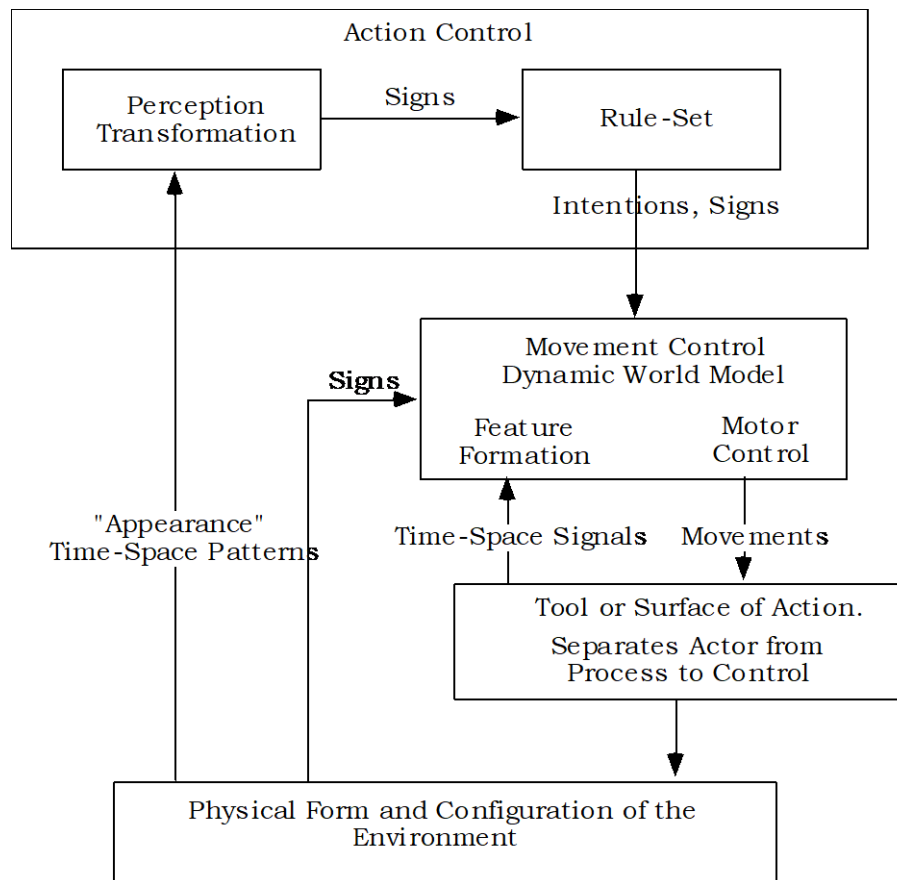 Action Control
Perception
Transformation
Signs
Rule-Set
Intentions, Signs
Movement Control
Dynamic World Model
Signs
Feature
Formation
Motor
Control
"Appearance"
Time-Space Patterns
Time-Space Signals
Movements
Tool or Surface of Action.
Separates Actor from
Process to Control
Physical Form and Configuration of the
Environment